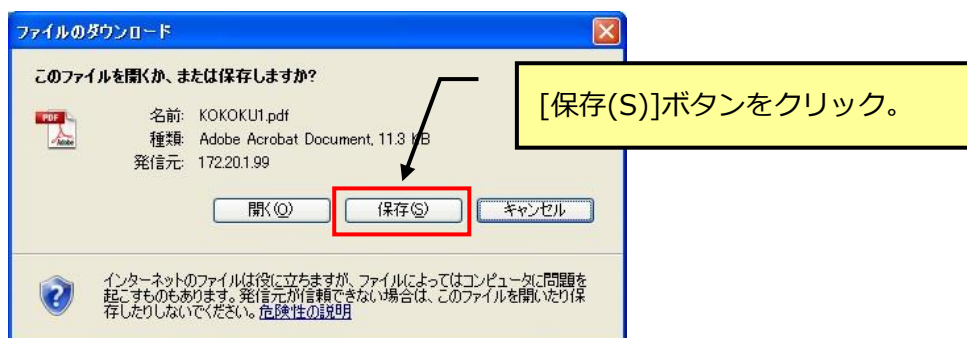 ファイルのダウンロード
このファイルを開くか、または保存しますか?
[保存(S)]ボタンをクリック。
PDF
Adobe
名前: KOKOKU1.pdf
種類: Adobe Acrobat Document, 11.3 KB
発信元: 172.20.1.99
開く(O)
保存(S)
キャンセル
インターネットのファイルは役に立ちますが、ファイルによってはコンピュータに問題を
起こすものもあります。発信元が信頼できない場合は、このファイルを開いたり保
存したりしないでください。危険性の説明